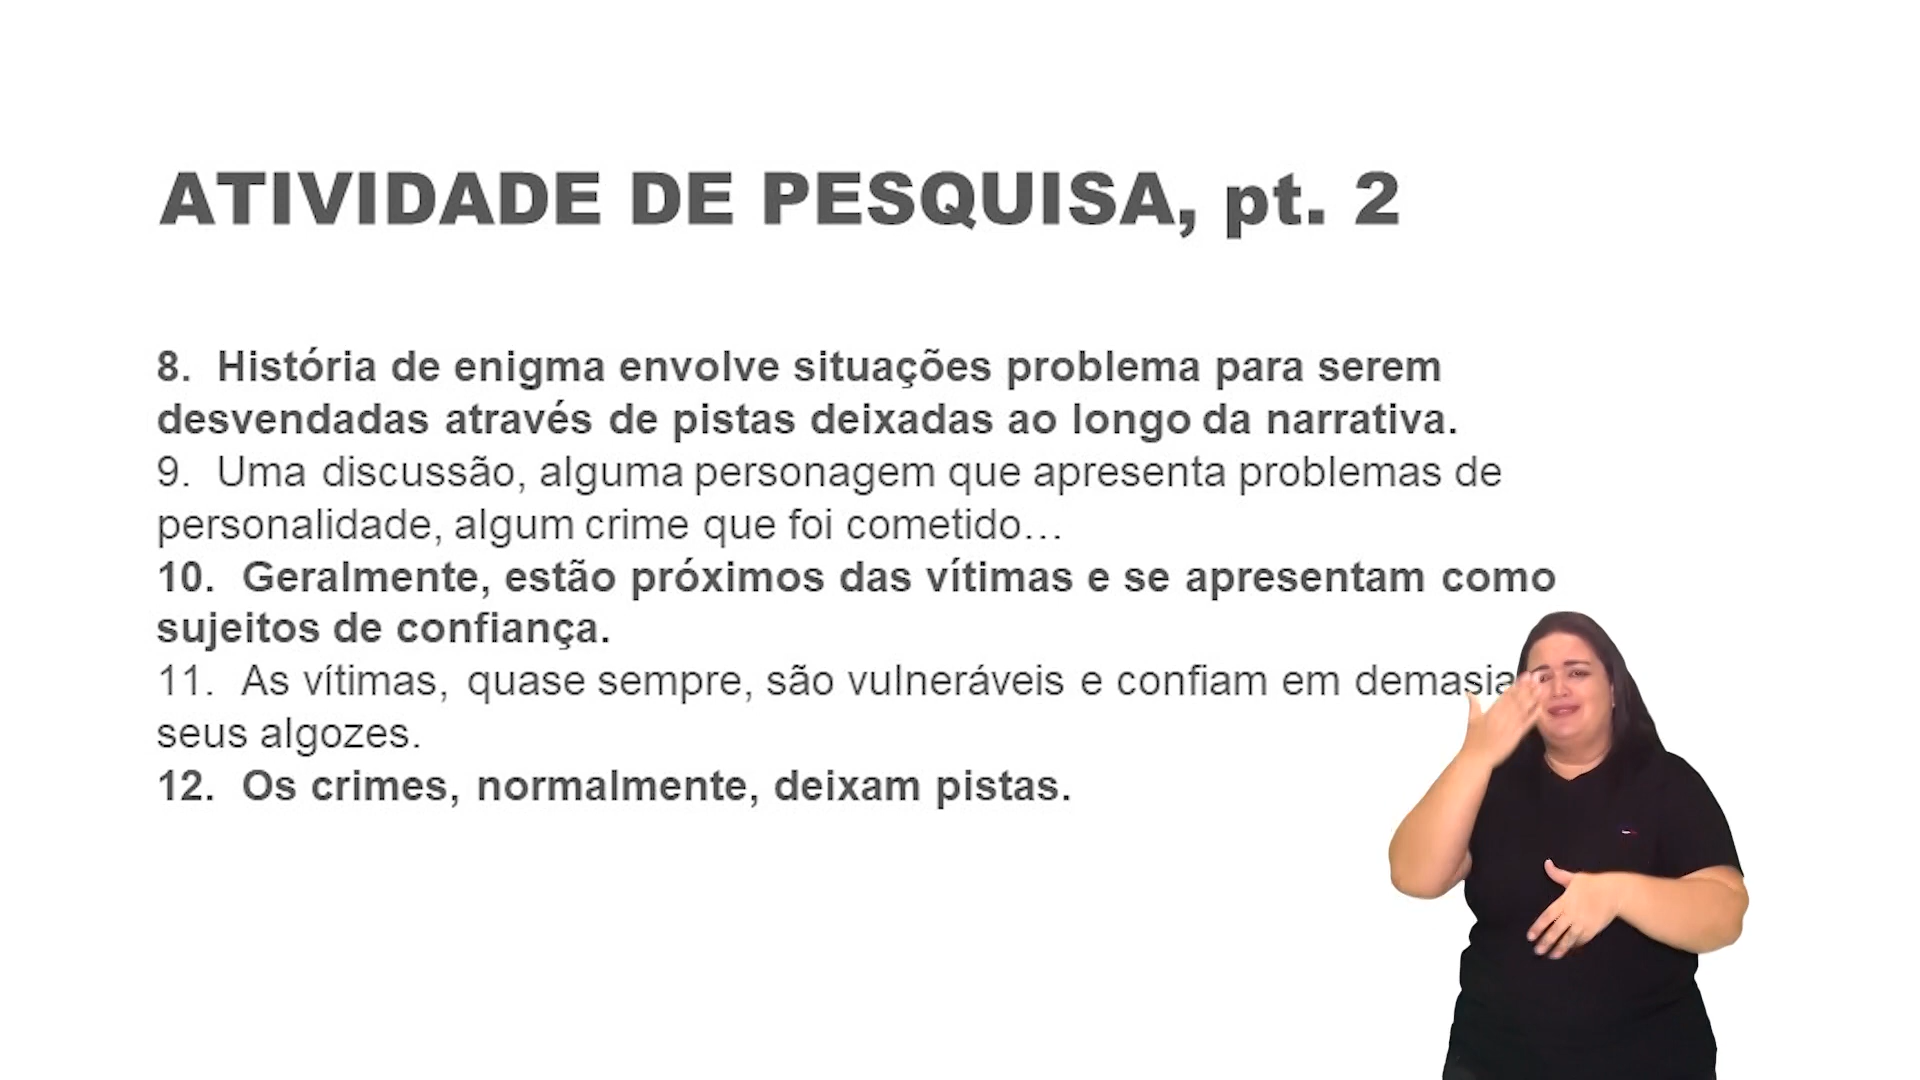 ATIVIDADE DE PESQUISA, pt. 2
8. História de enigma envolve situações problema para serem
desvendadas através de pistas deixadas ao longo da narrativa.
9. Uma discussão, alguma personagem que apresenta problemas de
personalidade, algum crime que foi cometido…
10. Geralmente, estão próximos das vítimas e se apresentam como
sujeitos de confiança.
11. As vítimas, quase sempre, são vulneráveis e confiam em
seus algozes.
12. Os crimes, normalmente, deixam pistas.